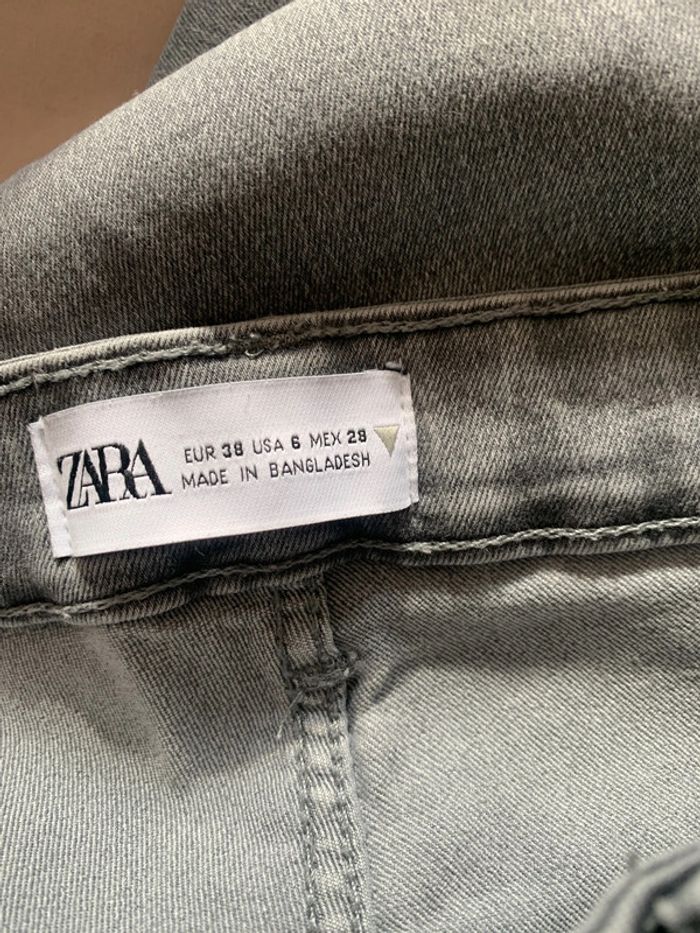 ZARA
EUR 38 USA 6 MEX 28
MADE IN BANGLADESH